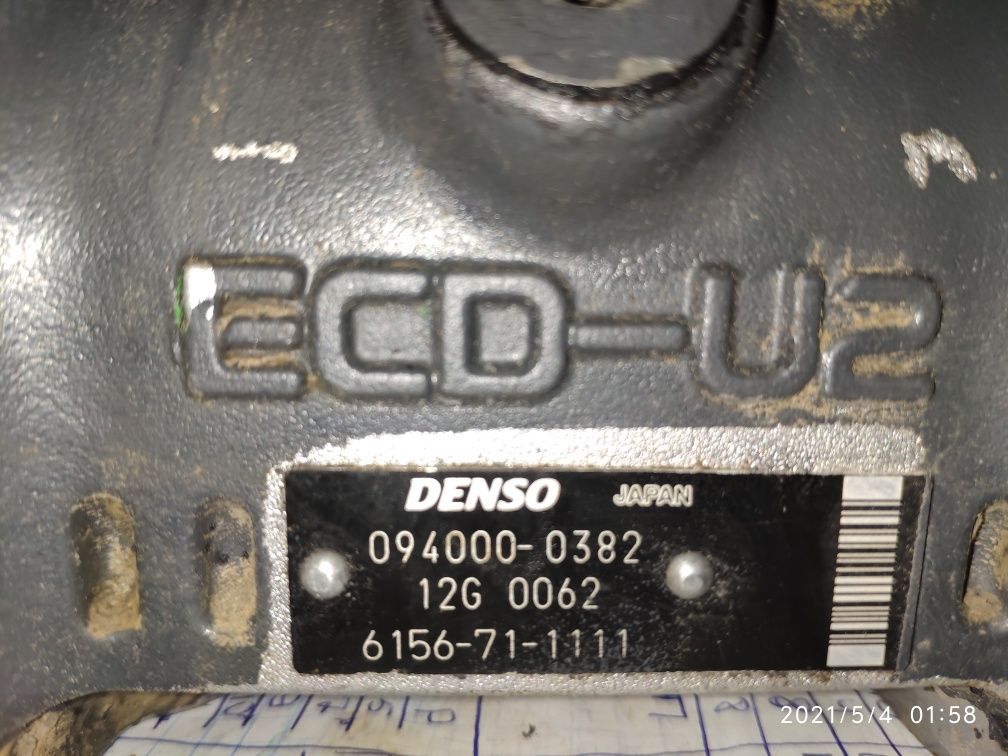 ECD-U2
DENSO JAPAN
094000-0382
12G 0062
6156-71-1111
2021/5/4 01:58